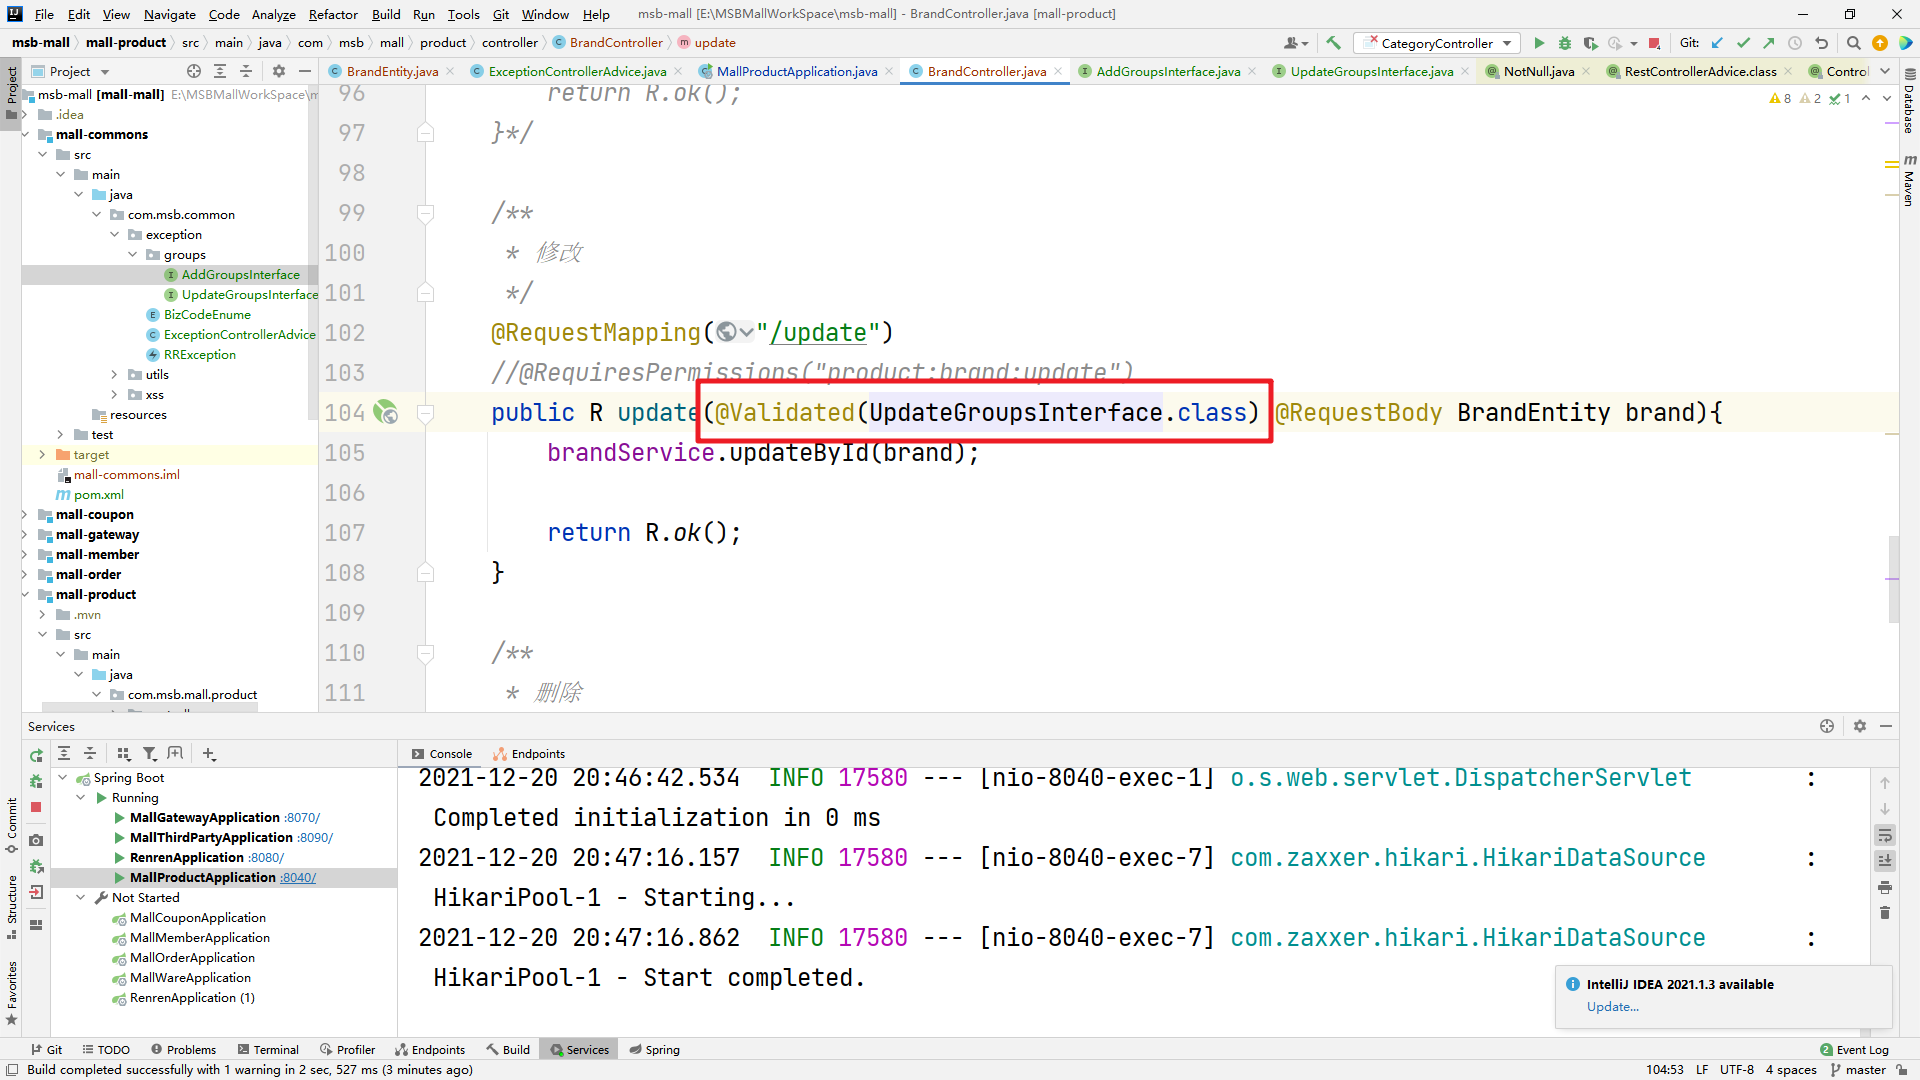 File Edit View Navigate Code Analyze Refactor Build Run Tools Git Window Help msb-mall [E:\MSBMallWorkSpace\msb-mall] - BrandController.java [mall-product]
msb-mall mall-product src main java com msb mall product controller BrandController update CategoryController Git:
Project BrandEntity.java ExceptionControllerAdvice.java MallProductApplication.java BrandController.java AddGroupsInterface.java UpdateGroupsInterface.java NotNull.java RestControllerAdvice.class Control
Project
Commit
Structure
Favorites
Database
Maven
msb-mall [mall-mall] E:\MSBMallWorkSpace\m
.idea
mall-commons
src
main
java
com.msb.common
exception
groups
AddGroupsInterface
UpdateGroupsInterface
BizCodeEnume
ExceptionControllerAdvice
RRException
utils
xss
resources
test
target
mall-commons.iml
pom.xml
mall-coupon
mall-gateway
mall-member
mall-order
mall-product
.mvn
src
main
java
com.msb.mall.product
8 2 1
96 return R.ok();
97 }*/
98
99 /**
100 * 修改
101 */
102 @RequestMapping("/update")
103 //@RequiresPermissions("product:brand:update")
104 public R update(@Validated(UpdateGroupsInterface.class) @RequestBody BrandEntity brand){
105 brandService.updateById(brand);
106
107 return R.ok();
108 }
109
110 /**
111 * 删除
Services
Console Endpoints
Spring Boot
Running
MallGatewayApplication :8070/
MallThirdPartyApplication :8090/
RenrenApplication :8080/
MallProductApplication :8040/
Not Started
MallCouponApplication
MallMemberApplication
MallOrderApplication
MallWareApplication
RenrenApplication (1)
2021-12-20 20:46:42.534 INFO 17580 --- [nio-8040-exec-1] o.s.web.servlet.DispatcherServlet :
Completed initialization in 0 ms
2021-12-20 20:47:16.157 INFO 17580 --- [nio-8040-exec-7] com.zaxxer.hikari.HikariDataSource :
HikariPool-1 - Starting...
2021-12-20 20:47:16.862 INFO 17580 --- [nio-8040-exec-7] com.zaxxer.hikari.HikariDataSource :
HikariPool-1 - Start completed.
IntelliJ IDEA 2021.1.3 available
Update...
Git TODO Problems Terminal Profiler Endpoints Build Services Spring 2 Event Log
Build completed successfully with 1 warning in 2 sec, 527 ms (3 minutes ago) 104:53 LF UTF-8 4 spaces master